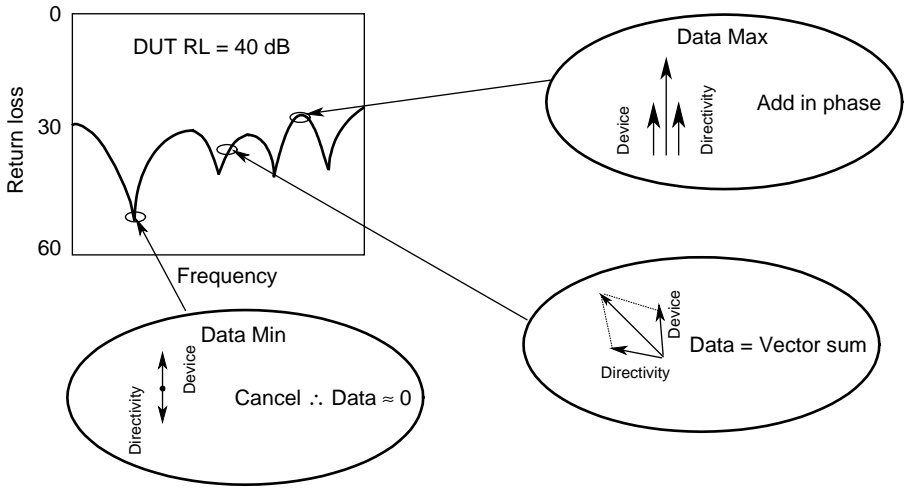 0
DUT RL = 40 dB
30
60
Return loss
Frequency
Data Max
Device
Directivity
Add in phase
Device
Directivity
Data = Vector sum
Data Min
Directivity
Device
Cancel ∴ Data ≈ 0